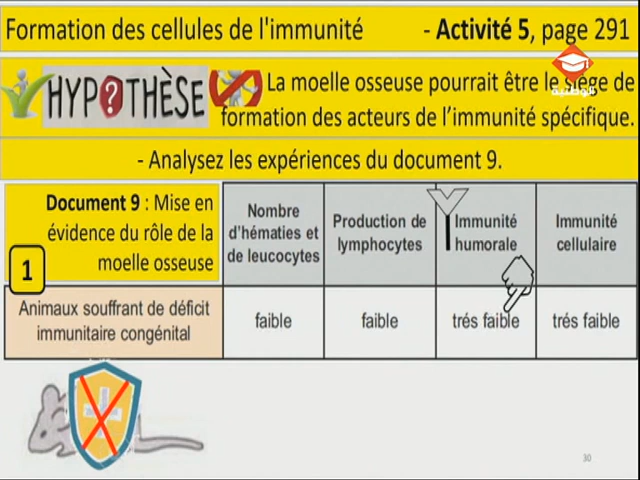 Formation des cellules de l'immunité - Activité 5, page 291
HYPOTHÈSE
La moelle osseuse pourrait être le siège de
formation des acteurs de l'immunité spécifique.
الوطنية
- Analysez les expériences du document 9.
Document 9 : Mise en
évidence du rôle de la
moelle osseuse
Nombre
d'hématies et
de leucocytes
Production de
lymphocytes
Immunité
humorale
Immunité
cellulaire
1
Animaux souffrant de déficit
immunitaire congénital
faible
faible
trés faible
trés faible
30